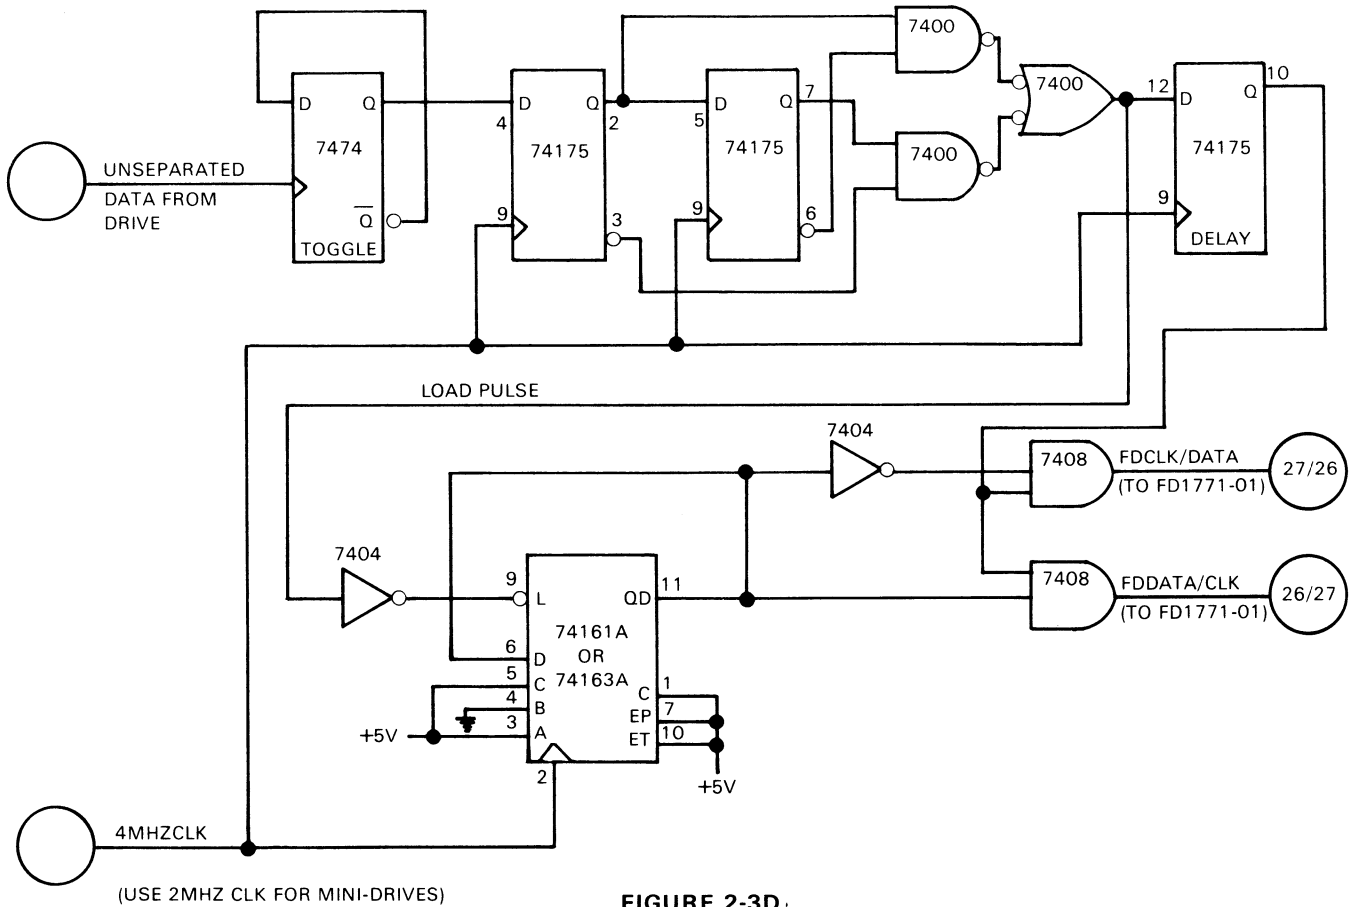 7400
D Q
7474
Q
TOGGLE
UNSEPARATED
DATA FROM
DRIVE
4 D Q 2
74175
9 3
5 D Q 7
74175
9 6
7400
7400
12 D Q 10
74175
9
DELAY
LOAD PULSE
7404
7408
FDCLK/DATA
(TO FD1771-01)
27/26
7404
9 L QD 11
74161A
OR
74163A
6 D
5 C
4 B
3 A
C 1
EP 7
ET 10
2
+5V
+5V
7408
FDDATA/CLK
(TO FD1771-01)
26/27
4MHZCLK
(USE 2MHZ CLK FOR MINI-DRIVES)
FIGURE 2-3D